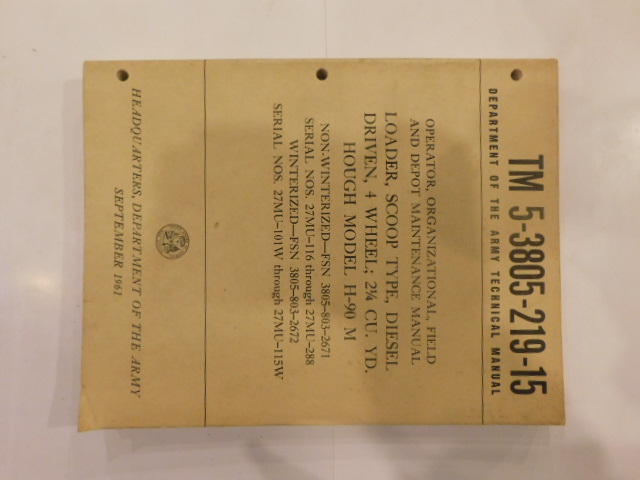 TM 5-3805-219-15
DEPARTMENT OF THE ARMY TECHNICAL MANUAL
OPERATOR, ORGANIZATIONAL, FIELD
AND DEPOT MAINTENANCE MANUAL
LOADER, SCOOP TYPE, DIESEL
DRIVEN, 4 WHEEL; 2¼ CU. YD.
HOUGH MODEL H-90 M
NON-WINTERIZED—FSN 3805-803-2671
SERIAL NOS. 27MU-116 through 27MU-288
WINTERIZED—FSN 3805-803-2672
SERIAL NOS. 27MU-101W through 27MU-115W
HEADQUARTERS, DEPARTMENT OF THE ARMY
SEPTEMBER 1961